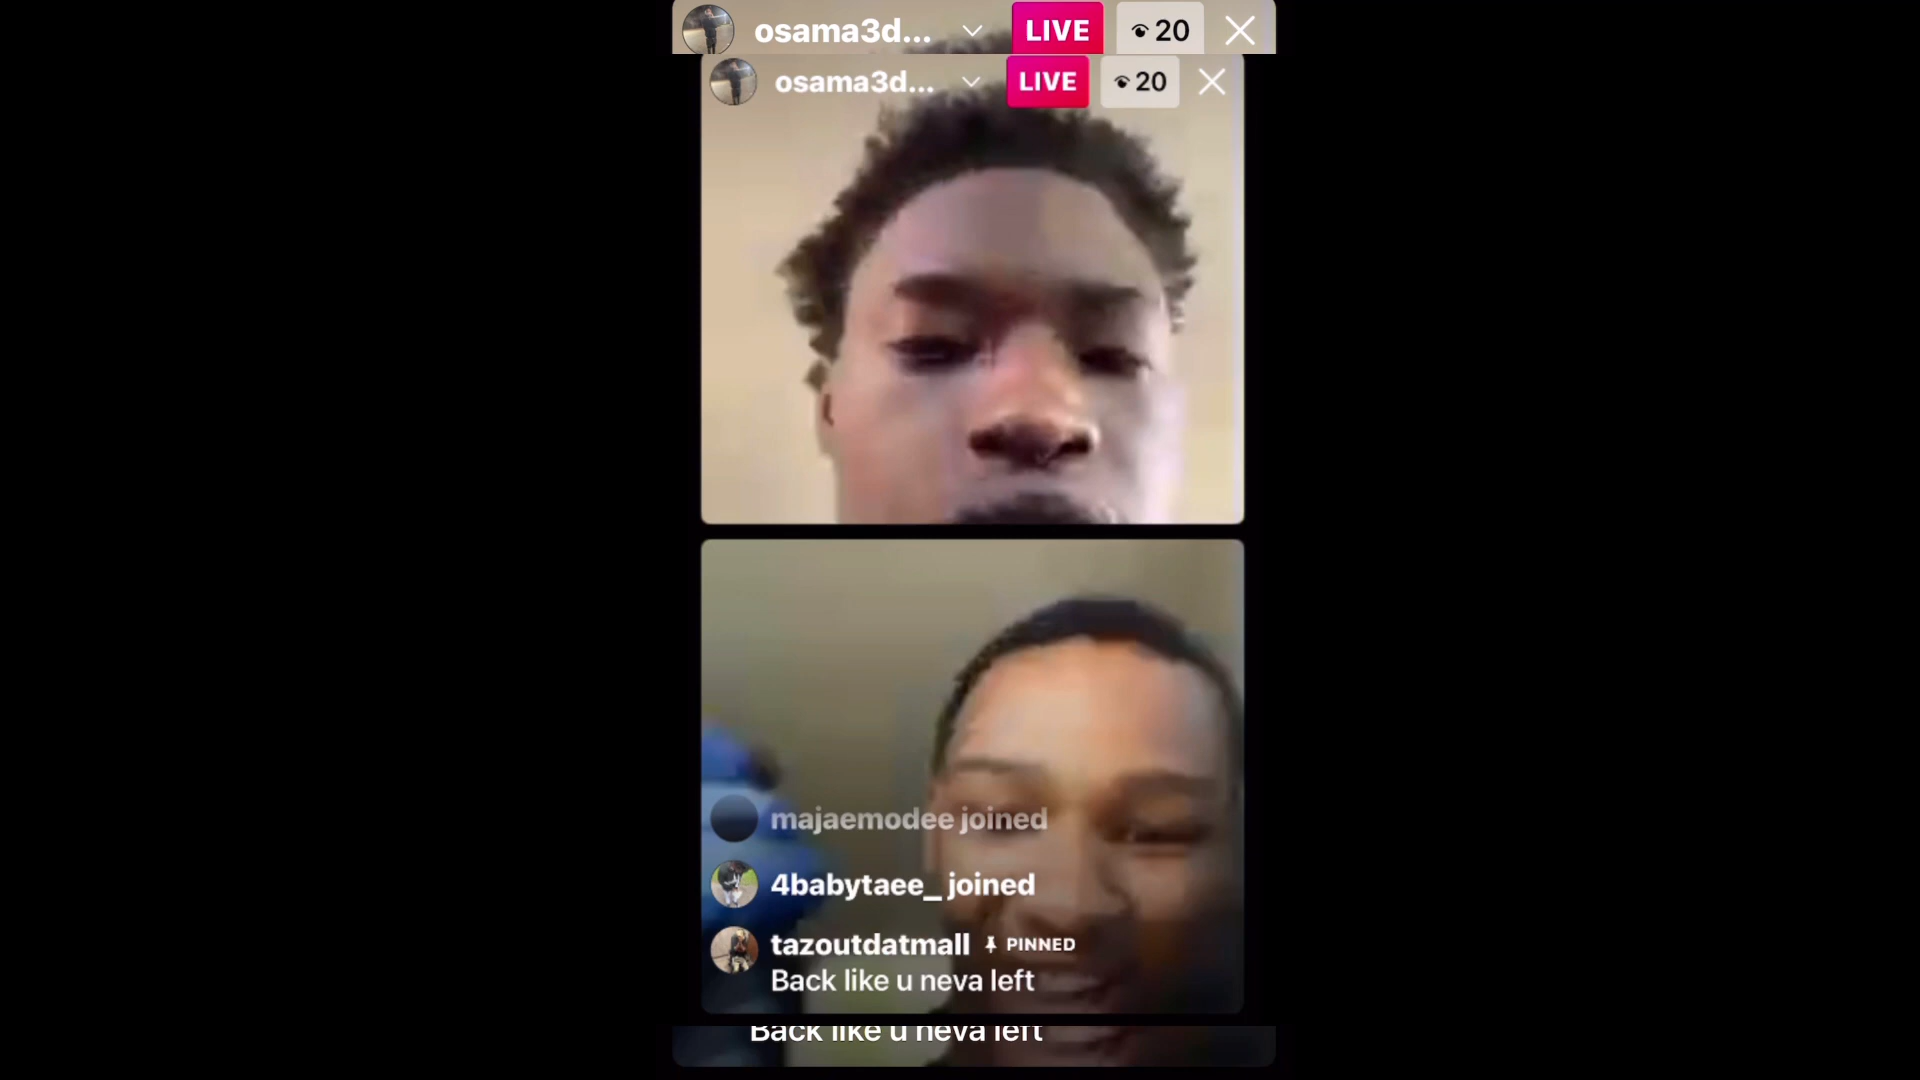 osama3d... LIVE 20
osama3d... LIVE 20
majaemodee joined
4babytaee_ joined
tazoutdatmall PINNED
Back like u neva left
Back like u neva left